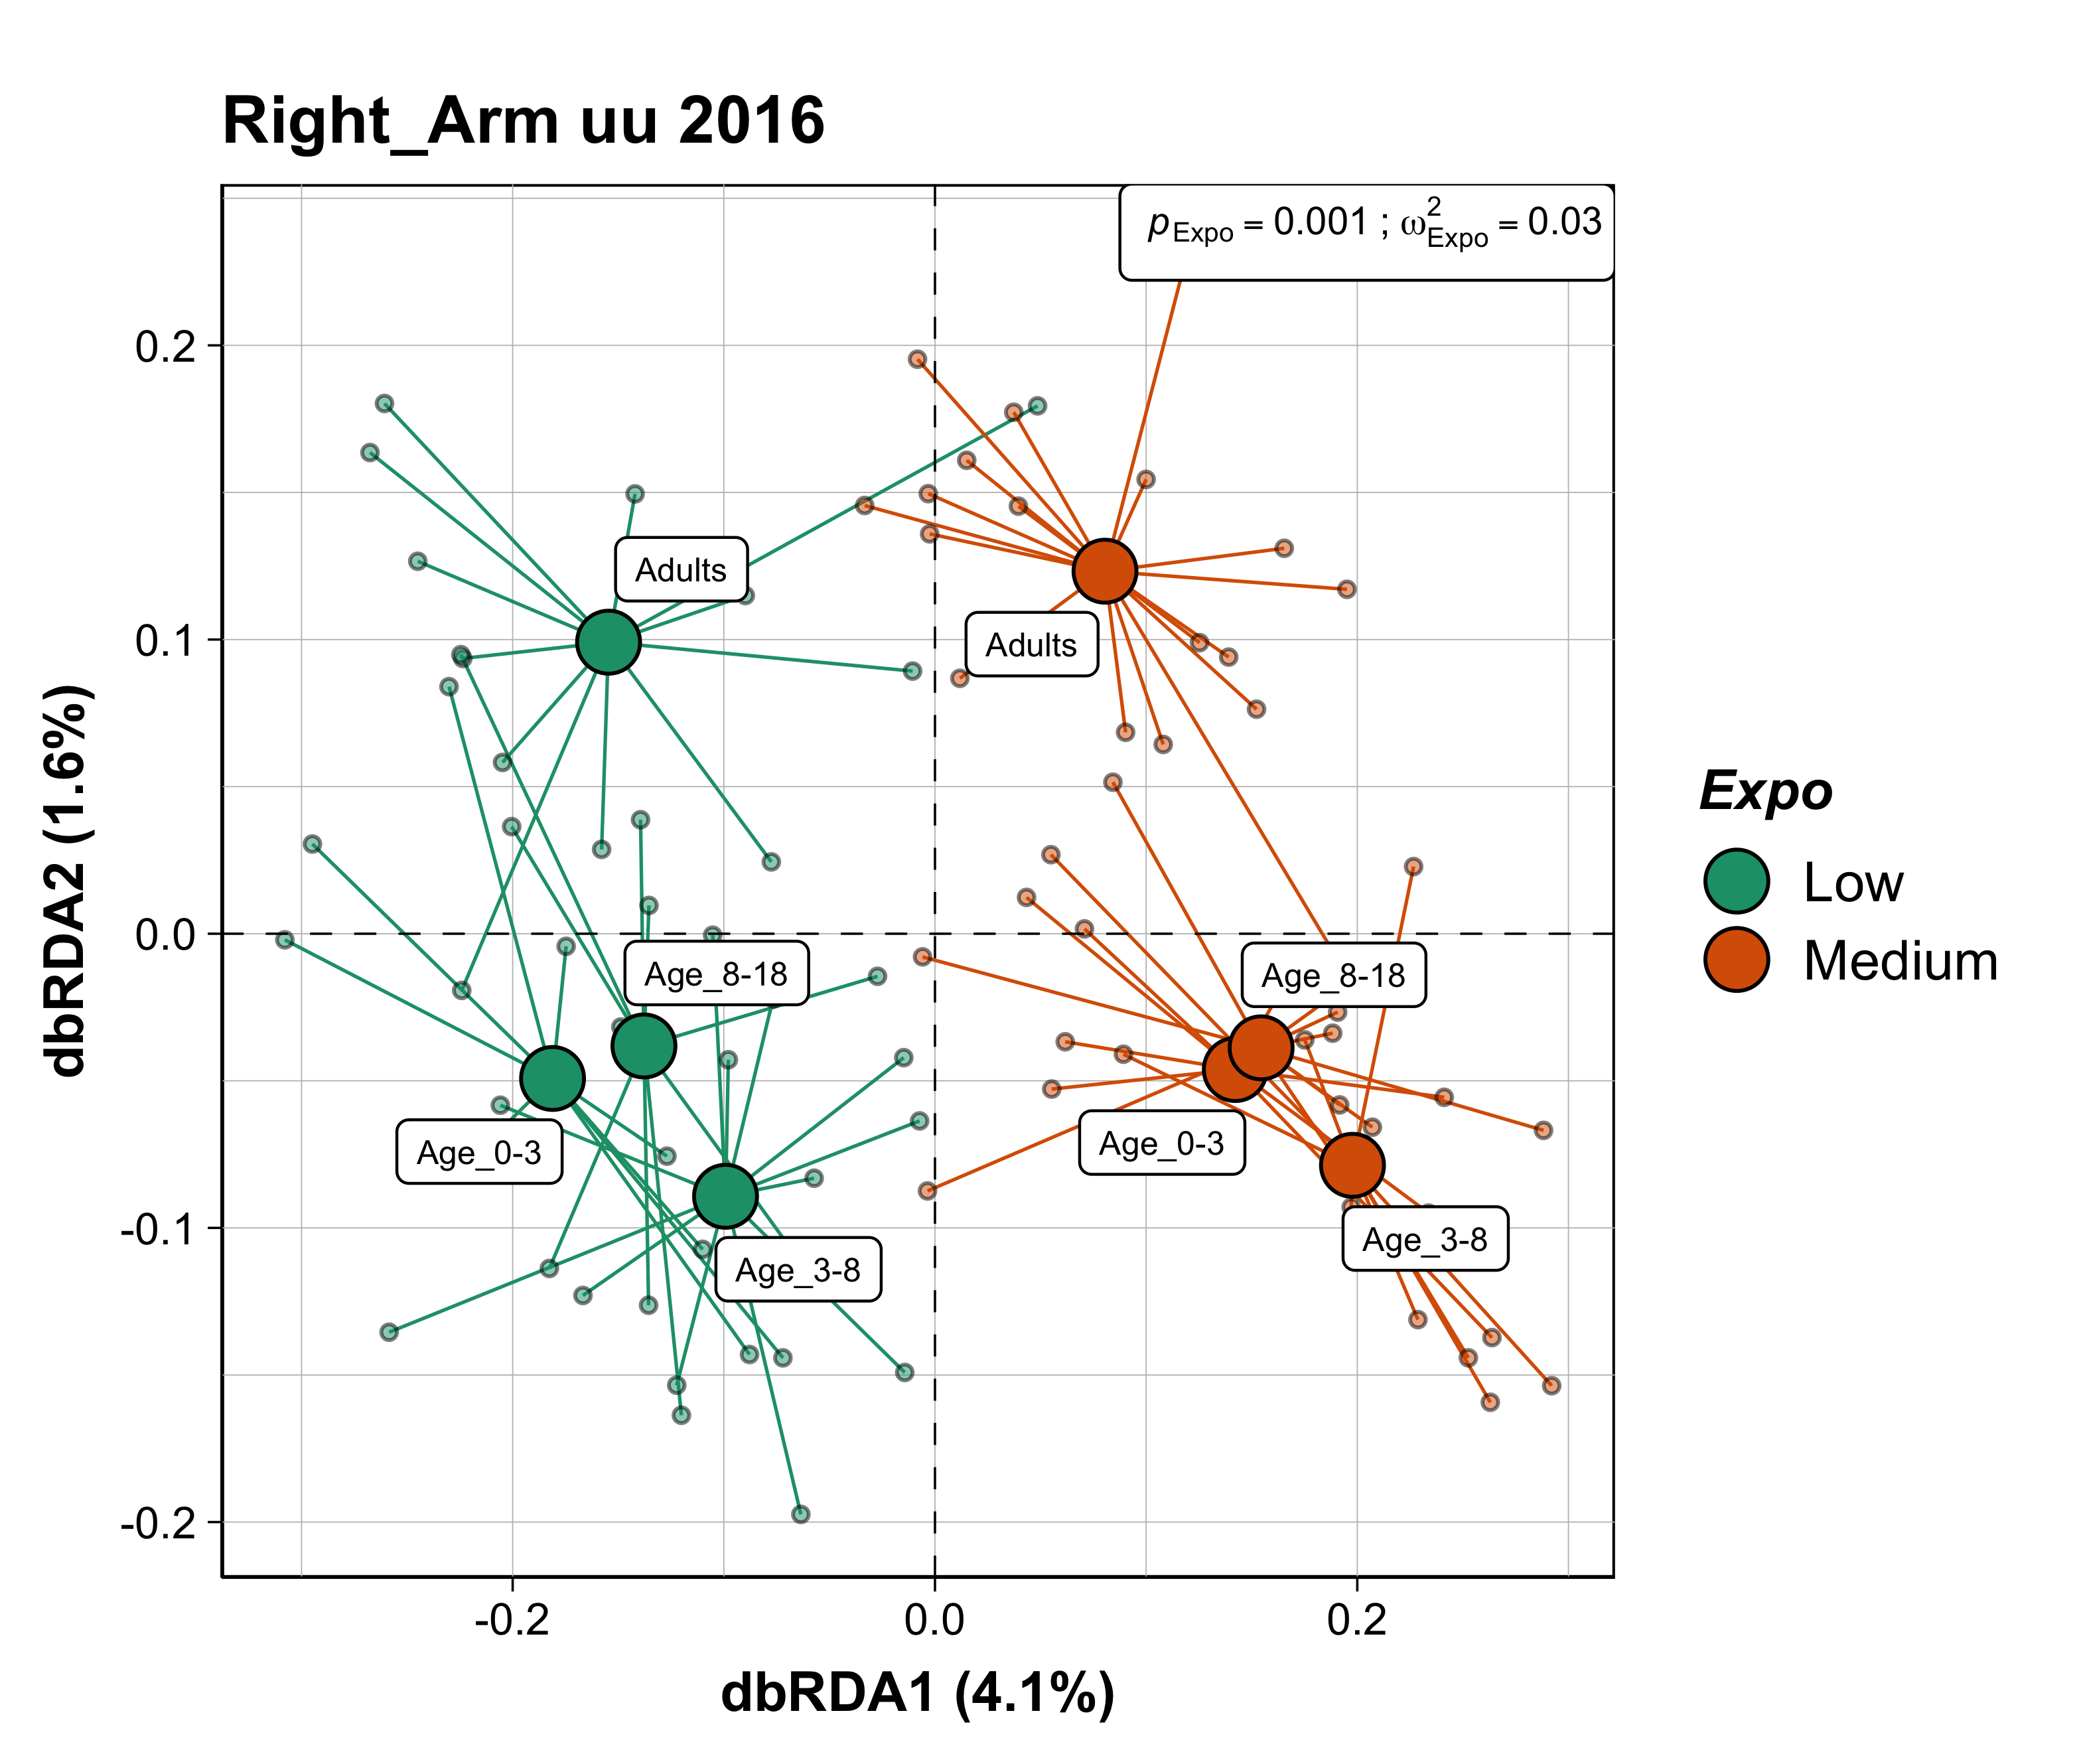 Right_Arm uu 2016
p Expo = 0.001 ; ω²Expo = 0.03
0.2
0.1
0.0
-0.1
-0.2
dbRDA2 (1.6%)
Adults
Adults
Age_8-18
Age_8-18
Age_0-3
Age_0-3
Age_3-8
Age_3-8
-0.2
0.0
0.2
dbRDA1 (4.1%)
Expo
Low
Medium